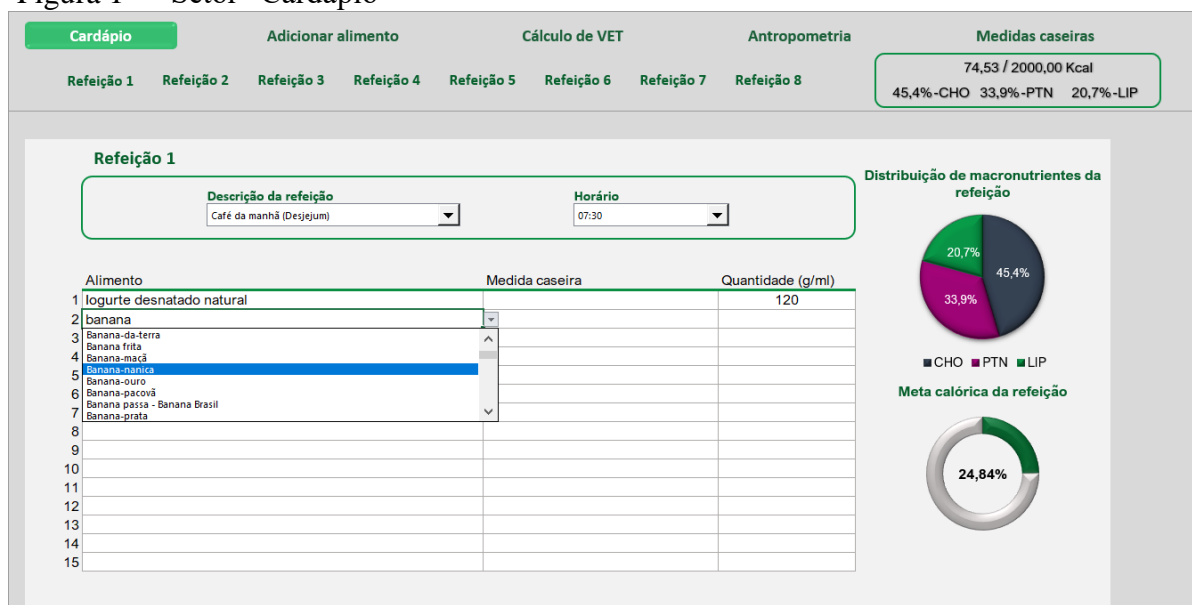 Figura 1 – Setor "Cardápio"
Cardápio Adicionar alimento Cálculo de VET Antropometria Medidas caseiras
Refeição 1 Refeição 2 Refeição 3 Refeição 4 Refeição 5 Refeição 6 Refeição 7 Refeição 8
74,53 / 2000,00 Kcal
45,4%-CHO 33,9%-PTN 20,7%-LIP
Refeição 1
Descrição da refeição Horário
Café da manhã (Desjejum) 07:30
Alimento Medida caseira Quantidade (g/ml)
1 Iogurte desnatado natural 120
2 banana
3
4
5
6
7
Banana-da-terra
Banana frita
Banana-maçã
Banana-nanica
Banana-ouro
Banana-pacovã
Banana passa - Banana Brasil
Banana-prata
8
9
10
11
12
13
14
15
Distribuição de macronutrientes da
refeição
20,7%
45,4%
33,9%
CHO PTN LIP
Meta calórica da refeição
24,84%